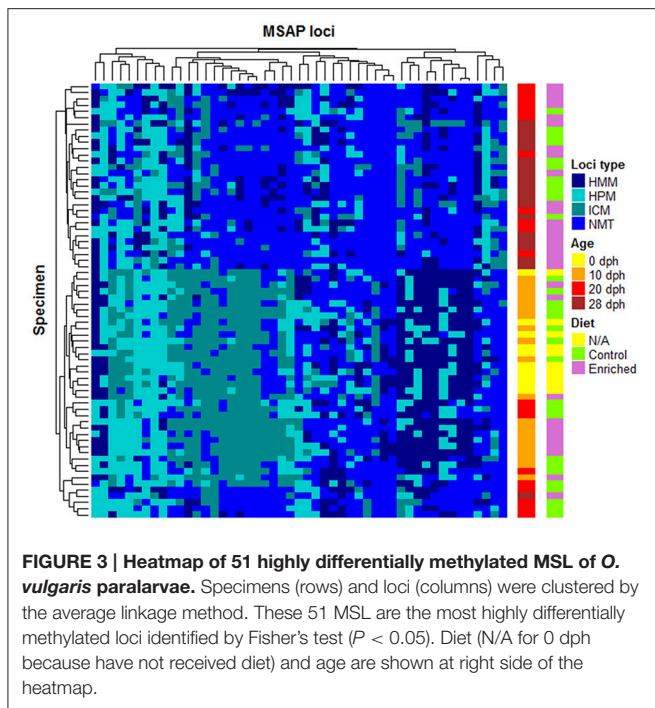 MSAP loci
Specimen
Loci type
HMM
HPM
ICM
NMT
Age
0 dph
10 dph
20 dph
28 dph
Diet
N/A
Control
Enriched
FIGURE 3 | Heatmap of 51 highly differentially methylated MSL of O.
vulgaris paralarvae. Specimens (rows) and loci (columns) were clustered by
the average linkage method. These 51 MSL are the most highly differentially
methylated loci identified by Fisher's test (P < 0.05). Diet (N/A for 0 dph
because have not received diet) and age are shown at right side of the
heatmap.